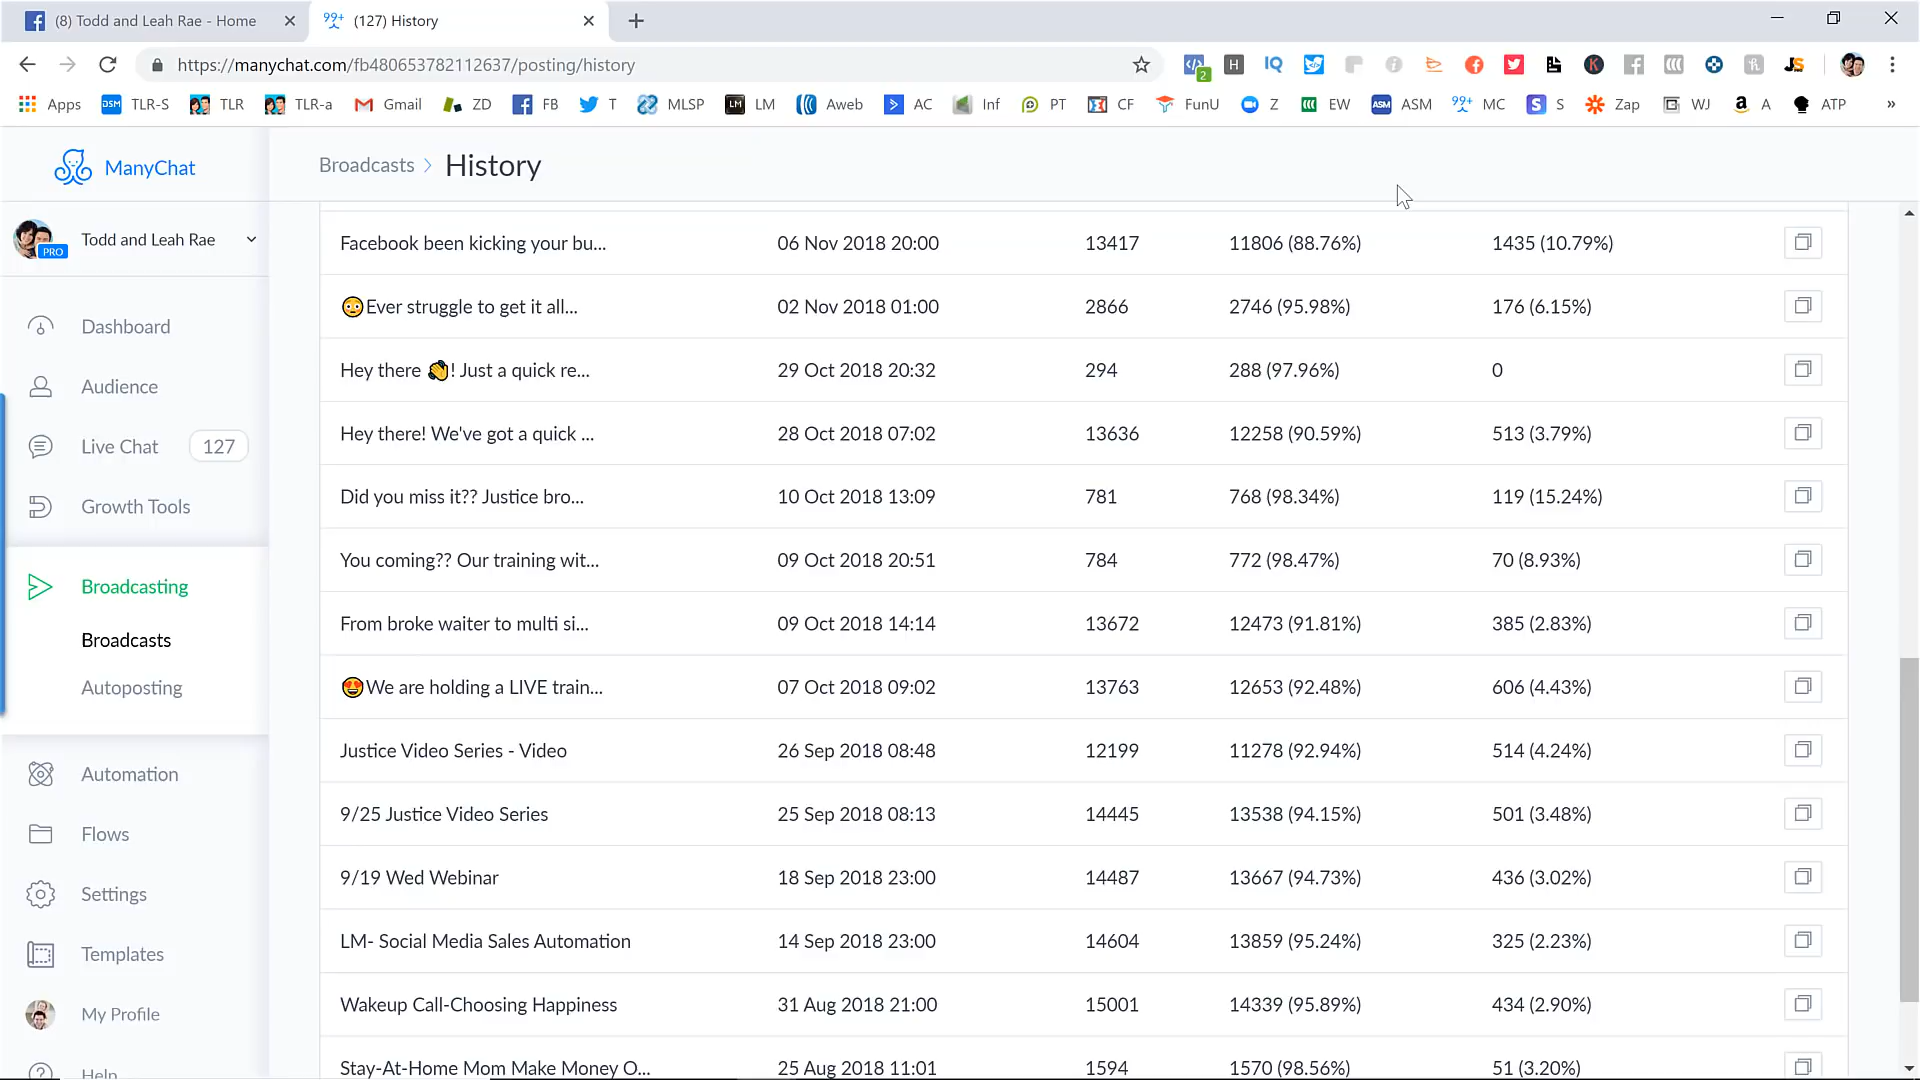 (8) Todd and Leah Rae - Home
99+ (127) History
https://manychat.com/fb480653782112637/posting/history
2
H
IQ
K
JS
Apps
DSM TLR-S
TLR
TLR-a
Gmail
ZD
FB
T
MLSP
LM LM
Aweb
AC
Inf
PT
CF
FunU
Z
EW
ASM ASM
99+ MC
S S
Zap
WJ
a A
ATP
»
ManyChat
Broadcasts > History
PRO
Todd and Leah Rae
Dashboard
Audience
Live Chat 127
Growth Tools
Broadcasting
Broadcasts
Autoposting
Automation
Flows
Settings
Templates
My Profile
Help
Facebook been kicking your bu... 06 Nov 2018 20:00 13417 11806 (88.76%) 1435 (10.79%)
😳Ever struggle to get it all... 02 Nov 2018 01:00 2866 2746 (95.98%) 176 (6.15%)
Hey there 👏! Just a quick re... 29 Oct 2018 20:32 294 288 (97.96%) 0
Hey there! We've got a quick ... 28 Oct 2018 07:02 13636 12258 (90.59%) 513 (3.79%)
Did you miss it?? Justice bro... 10 Oct 2018 13:09 781 768 (98.34%) 119 (15.24%)
You coming?? Our training wit... 09 Oct 2018 20:51 784 772 (98.47%) 70 (8.93%)
From broke waiter to multi si... 09 Oct 2018 14:14 13672 12473 (91.81%) 385 (2.83%)
😍We are holding a LIVE train... 07 Oct 2018 09:02 13763 12653 (92.48%) 606 (4.43%)
Justice Video Series - Video 26 Sep 2018 08:48 12199 11278 (92.94%) 514 (4.24%)
9/25 Justice Video Series 25 Sep 2018 08:13 14445 13538 (94.15%) 501 (3.48%)
9/19 Wed Webinar 18 Sep 2018 23:00 14487 13667 (94.73%) 436 (3.02%)
LM- Social Media Sales Automation 14 Sep 2018 23:00 14604 13859 (95.24%) 325 (2.23%)
Wakeup Call-Choosing Happiness 31 Aug 2018 21:00 15001 14339 (95.89%) 434 (2.90%)
Stay-At-Home Mom Make Money O... 25 Aug 2018 11:01 1594 1570 (98.56%) 51 (3.20%)